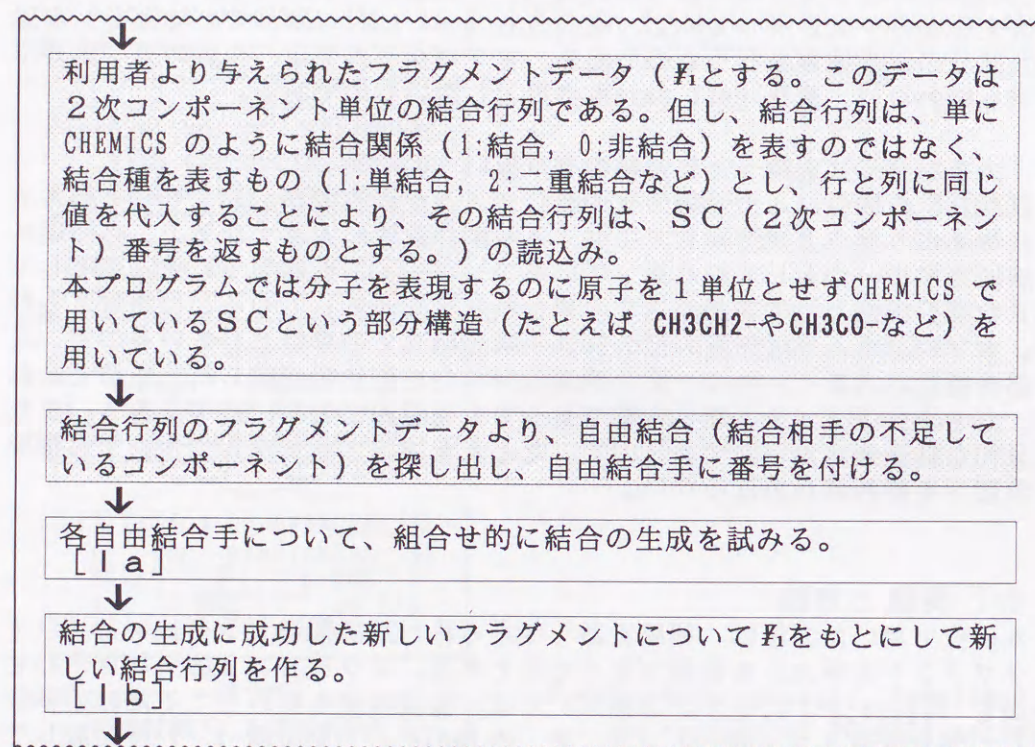 ↓
利用者より与えられたフラグメントデータ(F₁とする。このデータは
2次コンポーネント単位の結合行列である。但し、結合行列は、単に
CHEMICS のように結合関係(1:結合, 0:非結合)を表すのではなく、
結合種を表すもの(1:単結合, 2:二重結合など)とし、行と列に同じ
値を代入することにより、その結合行列は、SC(2次コンポーネン
ト)番号を返すものとする。)の読込み。
本プログラムでは分子を表現するのに原子を1単位とせずCHEMICS で
用いているSCという部分構造(たとえば CH3CH2-やCH3CO-など)を
用いている。
↓
結合行列のフラグメントデータより、自由結合(結合相手の不足して
いるコンポーネント)を探し出し、自由結合手に番号を付ける。
↓
各自由結合手について、組合せ的に結合の生成を試みる。
[Ia]
↓
結合の生成に成功した新しいフラグメントについてF₁をもとにして新
しい結合行列を作る。
[Ib]
↓